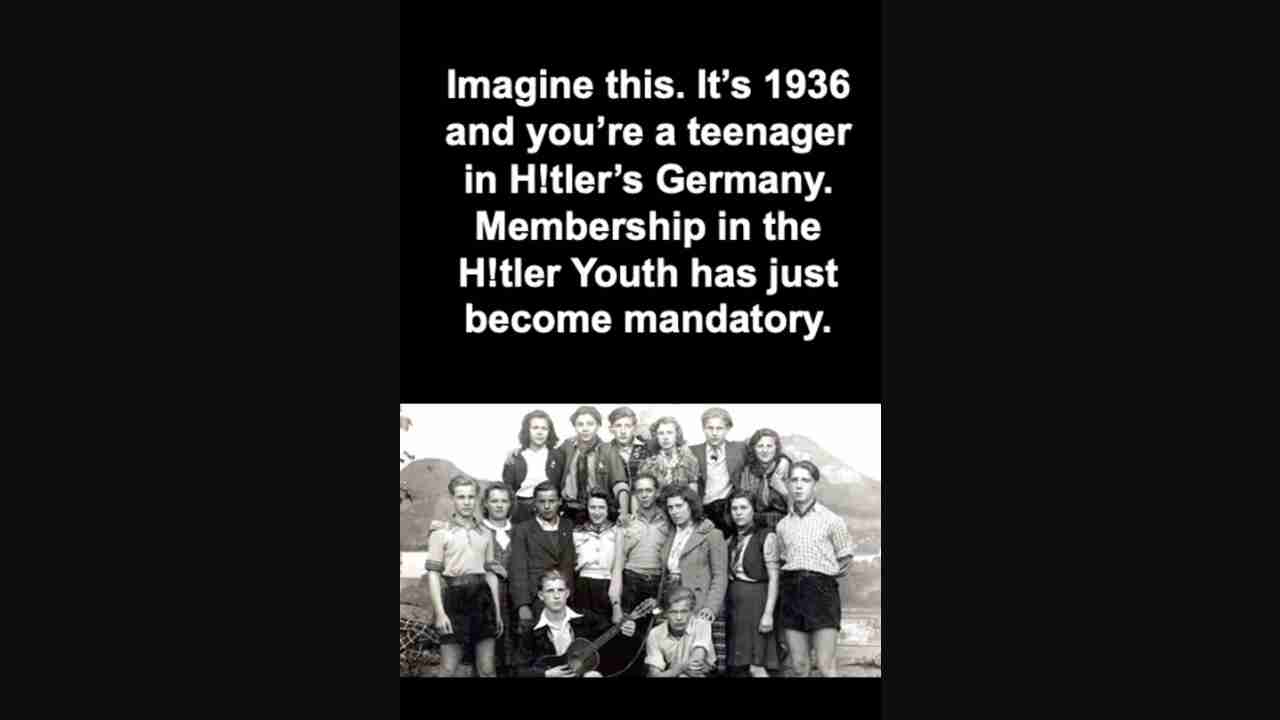 Imagine this. It’s 1936
and you’re a teenager
in H!tler’s Germany.
Membership in the
H!tler Youth has just
become mandatory.